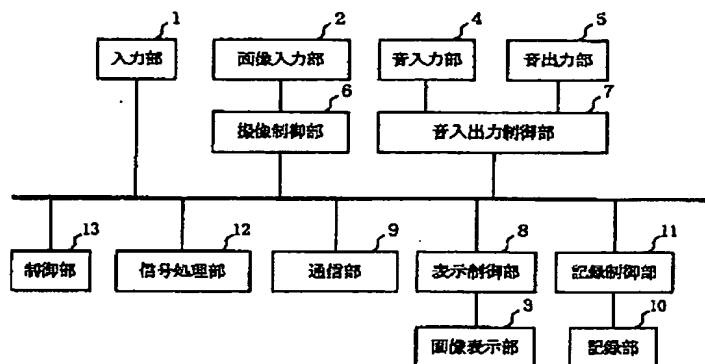 1
2
4
5
入力部
画像入力部
音入力部
音出力部
6
7
撮像制御部
音入出力制御部
13
12
9
8
11
制御部
信号処理部
通信部
表示制御部
記録制御部
3
10
画像表示部
記録部